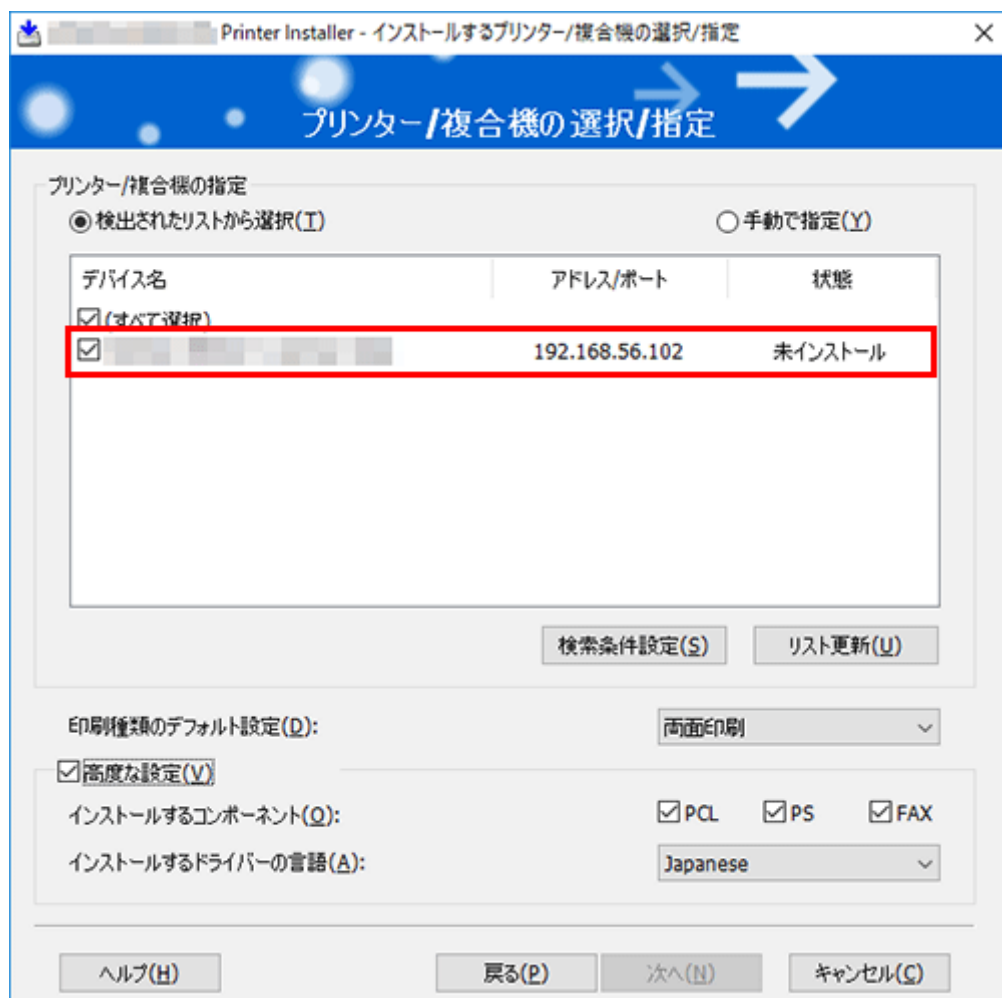 Printer Installer - インストールするプリンター/複合機の選択/指定
プリンター/複合機の選択/指定
プリンター/複合機の指定
検出されたリストから選択(T) 手動で指定(Y)
デバイス名 アドレス/ポート 状態
(すべて選択)
192.168.56.102 未インストール
検索条件設定(S) リスト更新(U)
印刷種類のデフォルト設定(D): 両面印刷
高度な設定(V)
インストールするコンポーネント(O): PCL PS FAX
インストールするドライバーの言語(A): Japanese
ヘルプ(H) 戻る(P) 次へ(N) キャンセル(C)